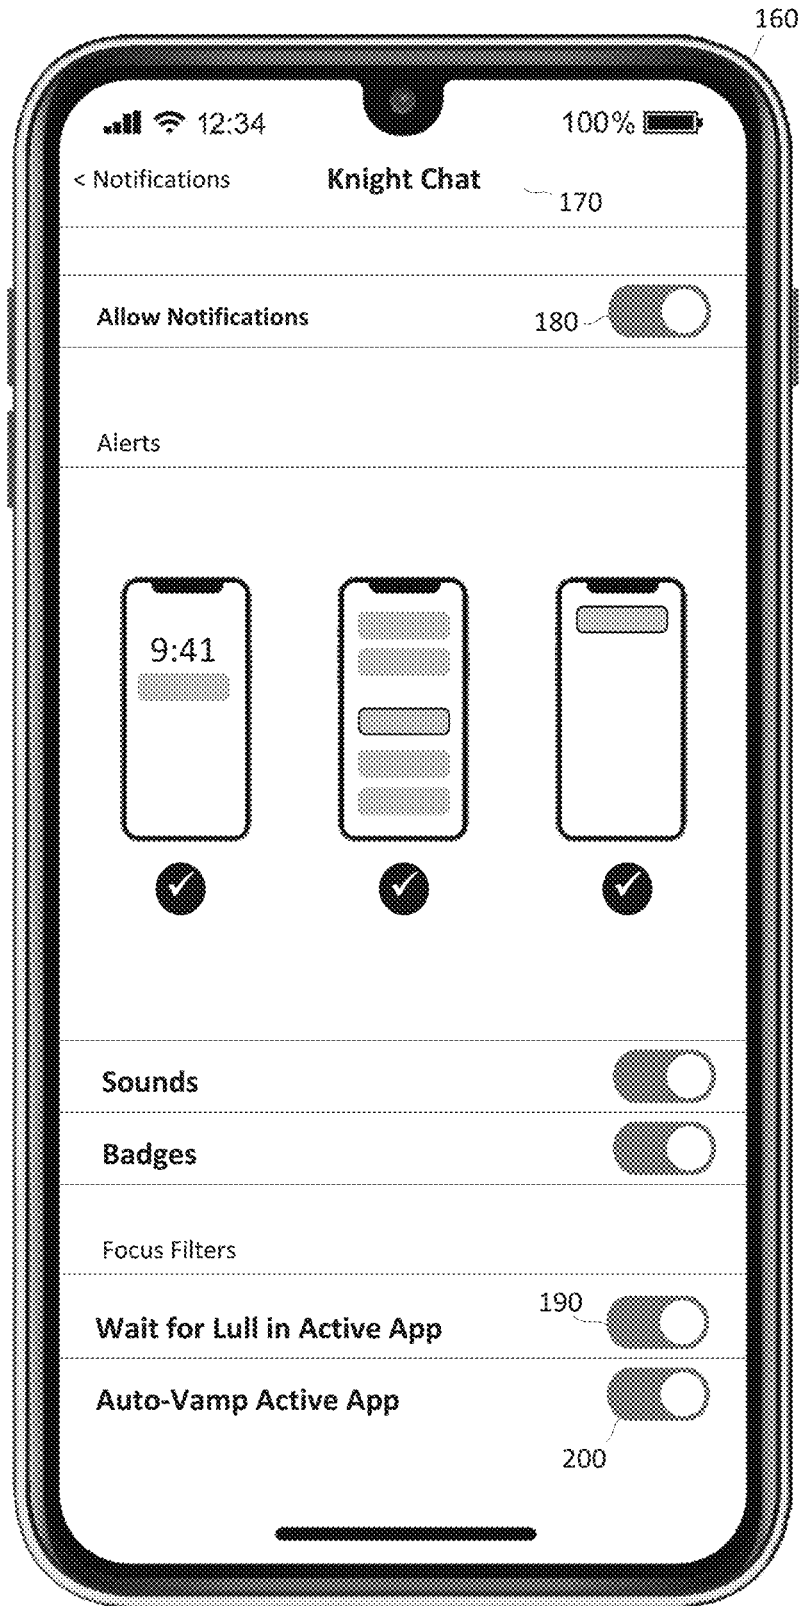 160
12:34 100%
< Notifications Knight Chat
170
Allow Notifications 180
Alerts
9:41
Sounds
Badges
Focus Filters
190
Wait for Lull in Active App
Auto-Vamp Active App
200